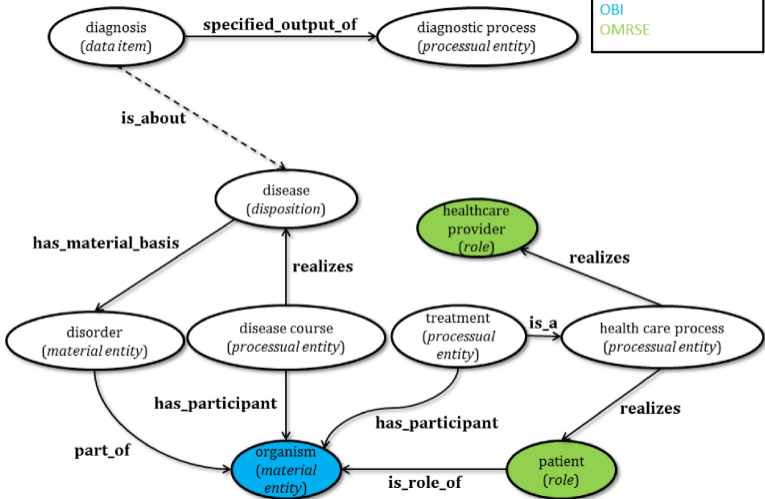 diagnosis
(data item)
specified_output_of
diagnostic process
(processual entity)
OBI
OMRSE
is_about
disease
(disposition)
healthcare
provider
(role)
has_material_basis
realizes
realizes
disorder
(material entity)
disease course
(processual entity)
treatment
(processual
entity)
is_a
health care process
(processual entity)
has_participant
has_participant
realizes
part_of
organism
(material
entity)
is_role_of
patient
(role)